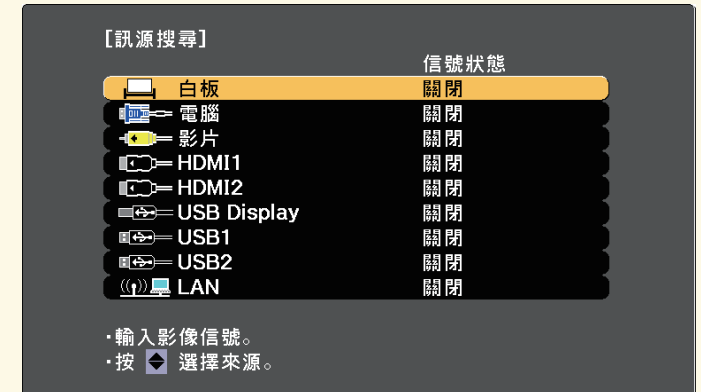 [訊源搜尋]
信號狀態
白板 關閉
電腦 關閉
影片 關閉
HDMI1 關閉
HDMI2 關閉
USB Display 關閉
USB1 關閉
USB2 關閉
LAN 關閉
·輸入影像信號。
·按 選擇來源。